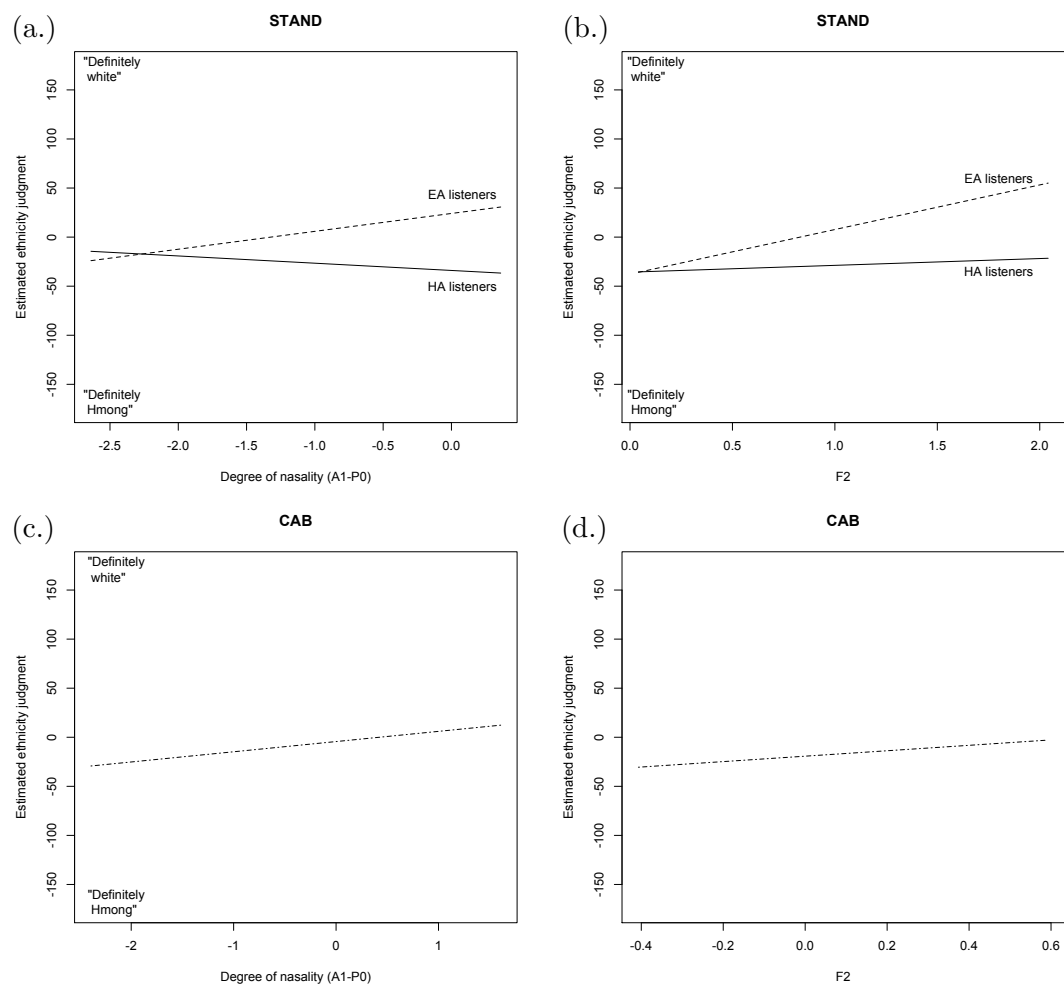 (a.)
STAND
"Definitely
white"
150
100
50
0
-50
-100
-150
Estimated ethnicity judgment
EA listeners
HA listeners
"Definitely
Hmong"
-2.5 -2.0 -1.5 -1.0 -0.5 0.0
Degree of nasality (A1-P0)
(b.)
STAND
"Definitely
white"
150
100
50
0
-50
-100
-150
Estimated ethnicity judgment
EA listeners
HA listeners
"Definitely
Hmong"
0.0 0.5 1.0 1.5 2.0
F2
(c.)
CAB
"Definitely
white"
150
100
50
0
-50
-100
-150
Estimated ethnicity judgment
"Definitely
Hmong"
-2 -1 0 1
Degree of nasality (A1-P0)
(d.)
CAB
150
100
50
0
-50
-100
-150
Estimated ethnicity judgment
-0.4 -0.2 0.0 0.2 0.4 0.6
F2